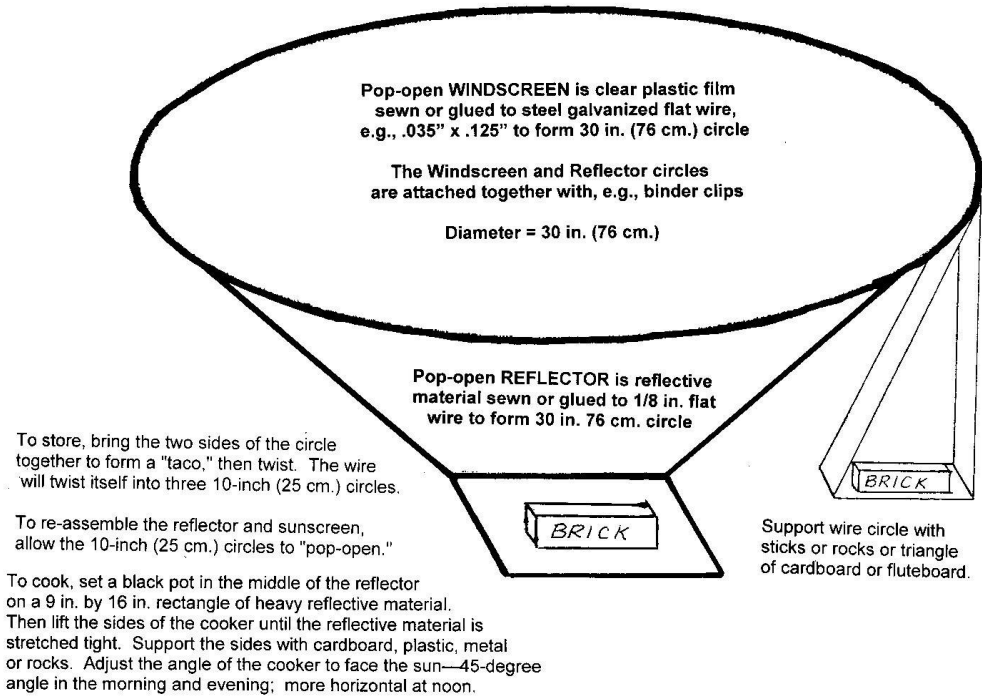 Pop-open WINDSCREEN is clear plastic film
sewn or glued to steel galvanized flat wire,
e.g., .035” x .125” to form 30 in. (76 cm.) circle
The Windscreen and Reflector circles
are attached together with, e.g., binder clips
Diameter = 30 in. (76 cm.)
Pop-open REFLECTOR is reflective
material sewn or glued to 1/8 in. flat
wire to form 30 in. 76 cm. circle
To store, bring the two sides of the circle
together to form a "taco," then twist. The wire
will twist itself into three 10-inch (25 cm.) circles.
To re-assemble the reflector and sunscreen,
allow the 10-inch (25 cm.) circles to "pop-open."
To cook, set a black pot in the middle of the reflector
on a 9 in. by 16 in. rectangle of heavy reflective material.
Then lift the sides of the cooker until the reflective material is
stretched tight. Support the sides with cardboard, plastic, metal
or rocks. Adjust the angle of the cooker to face the sun—45-degree
angle in the morning and evening; more horizontal at noon.
BRICK
BRICK
Support wire circle with
sticks or rocks or triangle
of cardboard or fluteboard.